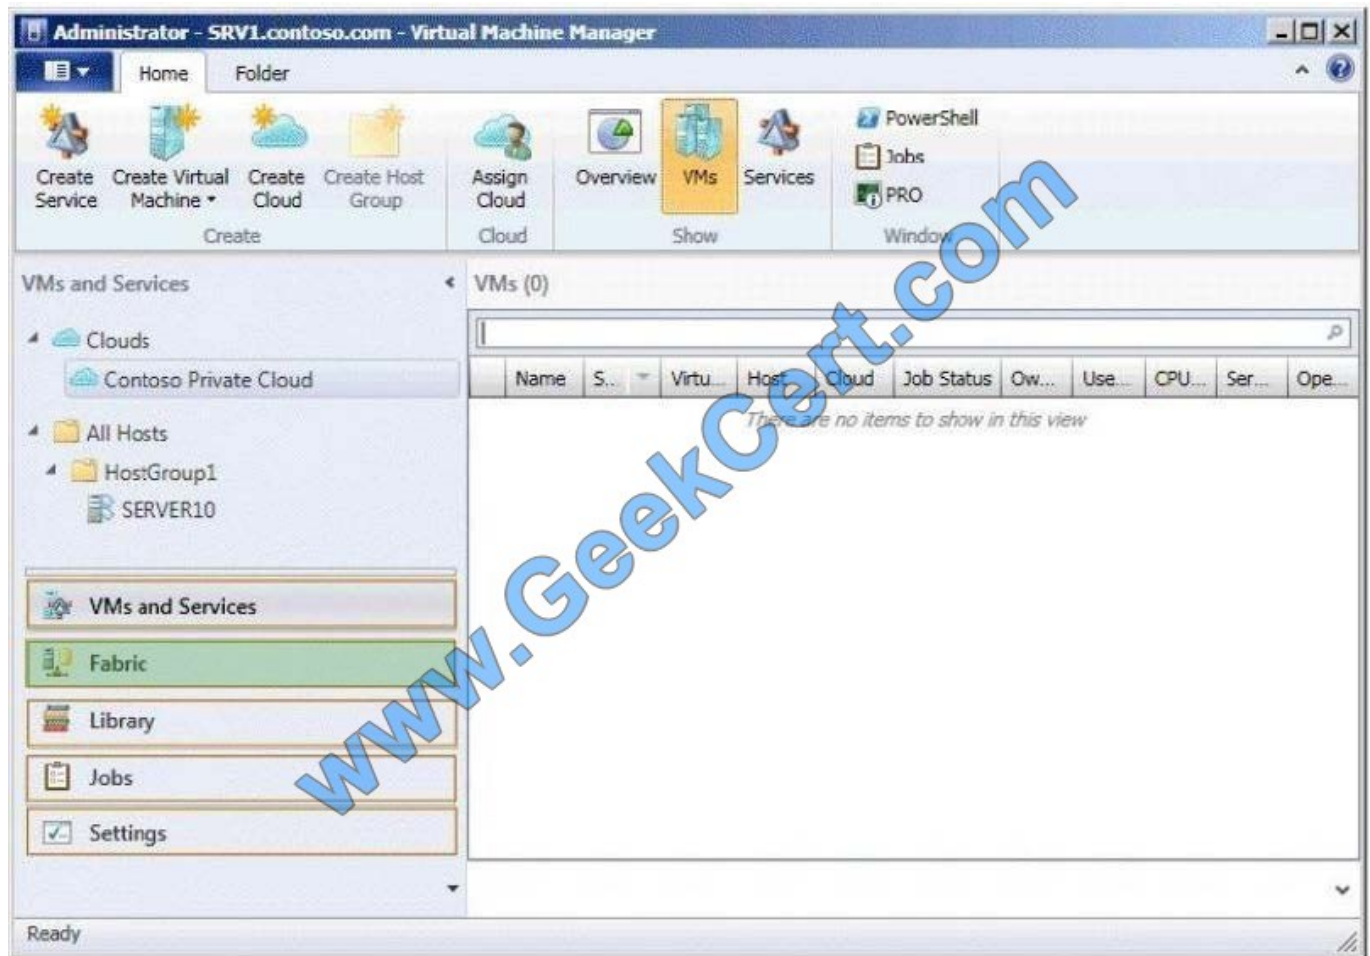 Administrator - SRV1.contoso.com - Virtual Machine Manager
Home Folder
Create Service
Create Virtual Machine
Create Cloud
Create Host Group
Assign Cloud
Overview
VMs
Services
PowerShell
Jobs
PRO
Create
Cloud
Show
Window
VMs and Services
VMs (0)
Clouds
Contoso Private Cloud
All Hosts
HostGroup1
SERVER10
Name S... Virtu... Host Cloud Job Status Ow... Use... CPU... Ser... Ope...
There are no items to show in this view
VMs and Services
Fabric
Library
Jobs
Settings
Ready
www.GeekCert.com